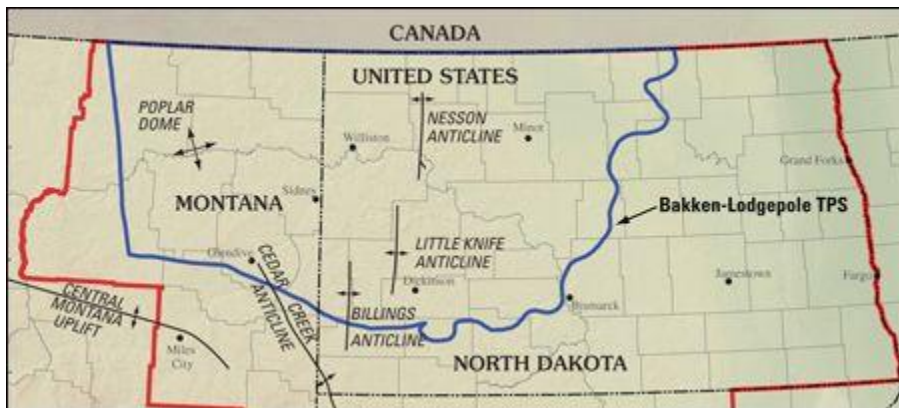 CANADA
UNITED STATES
POPLAR
DOME
NESSON
ANTICLINE
Williston
Minot
Grand Forks
Sidney
MONTANA
Bakken-Lodgepole TPS
LITTLE KNIFE
ANTICLINE
Glendive
CEDAR CREEK
ANTICLINE
Dickinson
Jamestown
Fargo
CENTRAL
MONTANA
UPLIFT
BILLINGS
ANTICLINE
Bismarck
Miles
City
NORTH DAKOTA